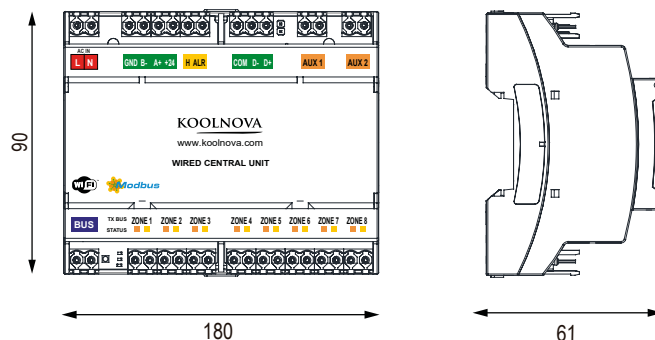 AC IN
L N GND B- A+ +24 H ALR COM D- D+ AUX 1 AUX 2
KOOLNOVA
www.koolnova.com
WIRED CENTRAL UNIT
WiFi Modbus
BUS TX BUS ZONE 1 ZONE 2 ZONE 3 ZONE 4 ZONE 5 ZONE 6 ZONE 7 ZONE 8
STATUS
90
180
61